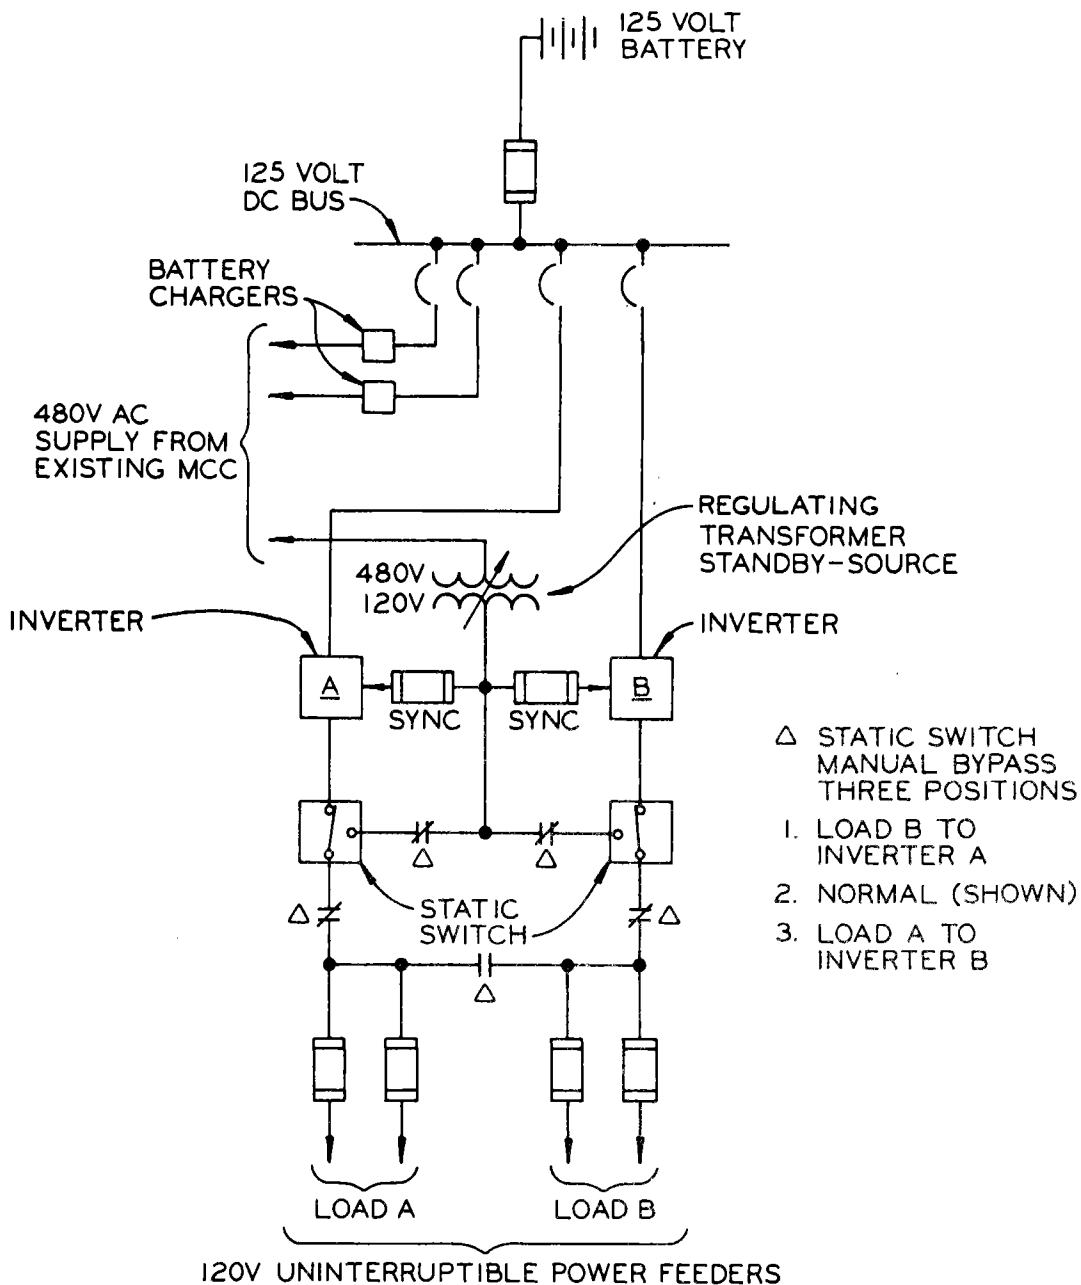 125 VOLT
BATTERY
125 VOLT
DC BUS
BATTERY
CHARGERS
480V AC
SUPPLY FROM
EXISTING MCC
REGULATING
TRANSFORMER
STANDBY-SOURCE
480V
120V
INVERTER
INVERTER
A
B
SYNC
SYNC
△ STATIC SWITCH
MANUAL BYPASS
THREE POSITIONS
1. LOAD B TO
INVERTER A
2. NORMAL (SHOWN)
3. LOAD A TO
INVERTER B
△
△
△
△
STATIC
SWITCH
△
LOAD A
LOAD B
120V UNINTERRUPTIBLE POWER FEEDERS